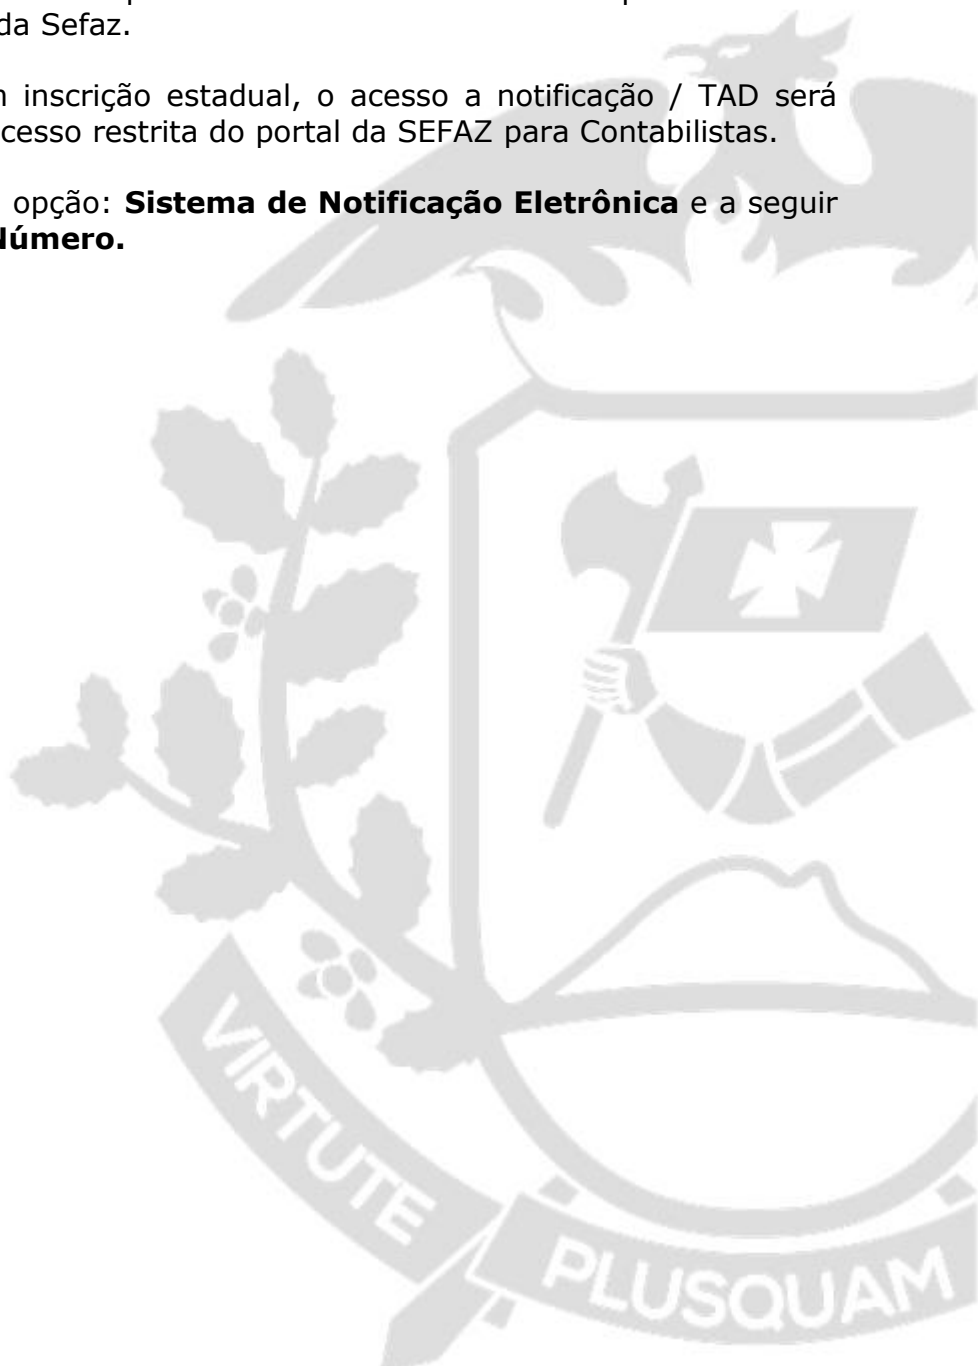 da Sefaz.
inscrição estadual, o acesso a notificação / TAD será
cesso restrita do portal da SEFAZ para Contabilistas.
opção: Sistema de Notificação Eletrônica e a seguir
Número.
VIRTUTE
PLUSQUAM